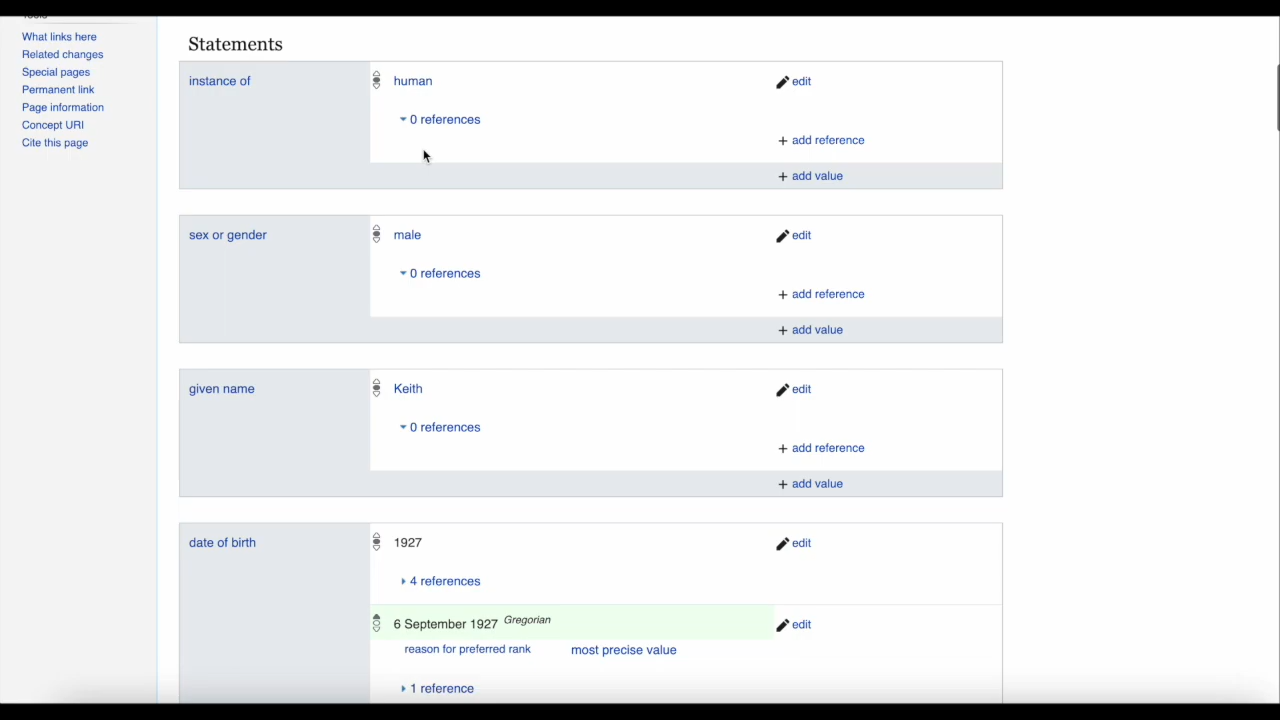 Tools
What links here
Related changes
Special pages
Permanent link
Page information
Concept URI
Cite this page
Statements
instance of
human
edit
0 references
+ add reference
+ add value
sex or gender
male
edit
0 references
+ add reference
+ add value
given name
Keith
edit
0 references
+ add reference
+ add value
date of birth
1927
edit
4 references
6 September 1927 Gregorian
edit
reason for preferred rank most precise value
1 reference